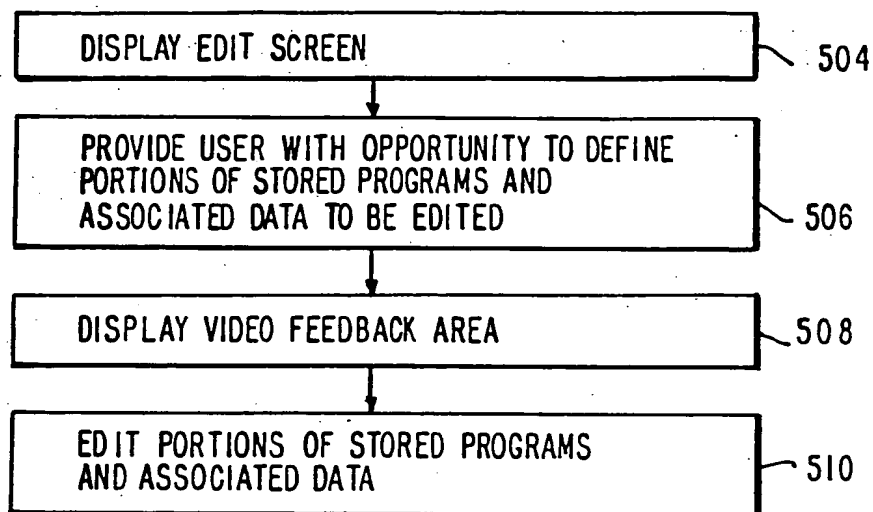 DISPLAY EDIT SCREEN
504
PROVIDE USER WITH OPPORTUNITY TO DEFINE
PORTIONS OF STORED PROGRAMS AND
ASSOCIATED DATA TO BE EDITED
506
DISPLAY VIDEO FEEDBACK AREA
508
EDIT PORTIONS OF STORED PROGRAMS
AND ASSOCIATED DATA
510